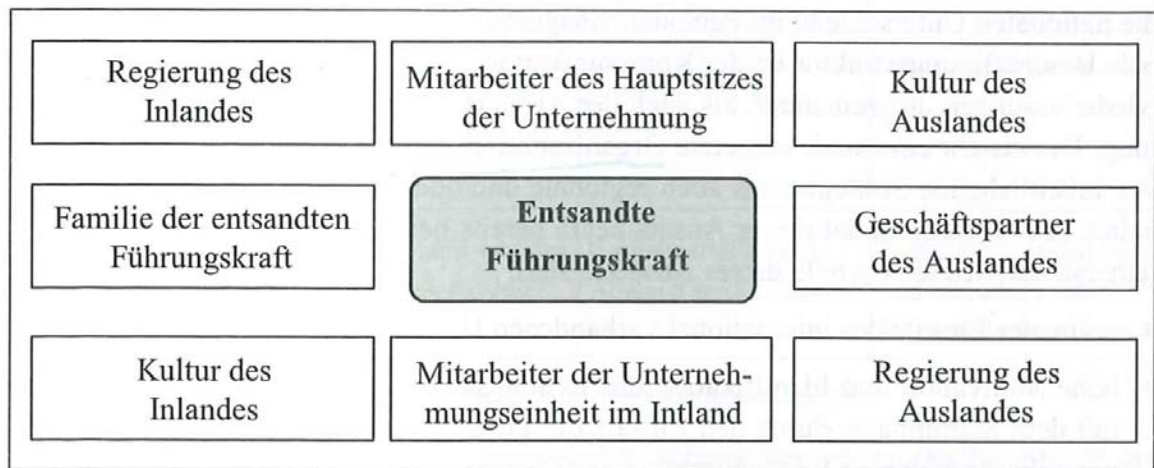 Regierung des
Inlandes
Mitarbeiter des Hauptsitzes
der Unternehmung
Kultur des
Auslandes
Familie der entsandten
Führungskraft
Entsandte
Führungskraft
Geschäftspartner
des Auslandes
Kultur des
Inlandes
Mitarbeiter der Unterneh-
mungseinheit im Intland
Regierung des
Auslandes